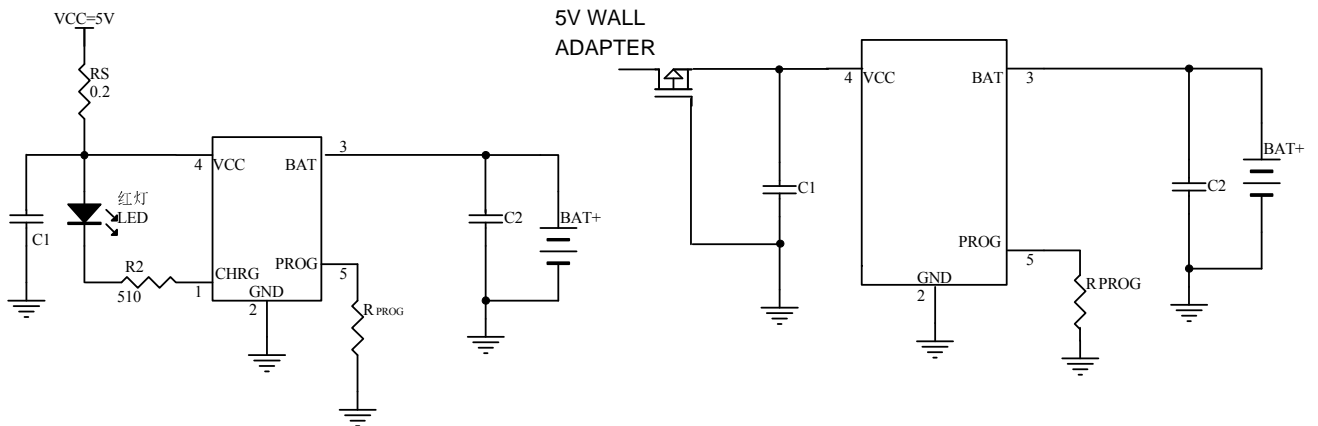 VCC=5V
RS
0.2
C1
红灯
LED
R2
510
4
VCC
BAT
3
CHRG
1
PROG
5
GND
2
R PROG
C2
BAT+
5V WALL
ADAPTER
C1
4
VCC
BAT
3
PROG
5
GND
2
R PROG
C2
BAT+